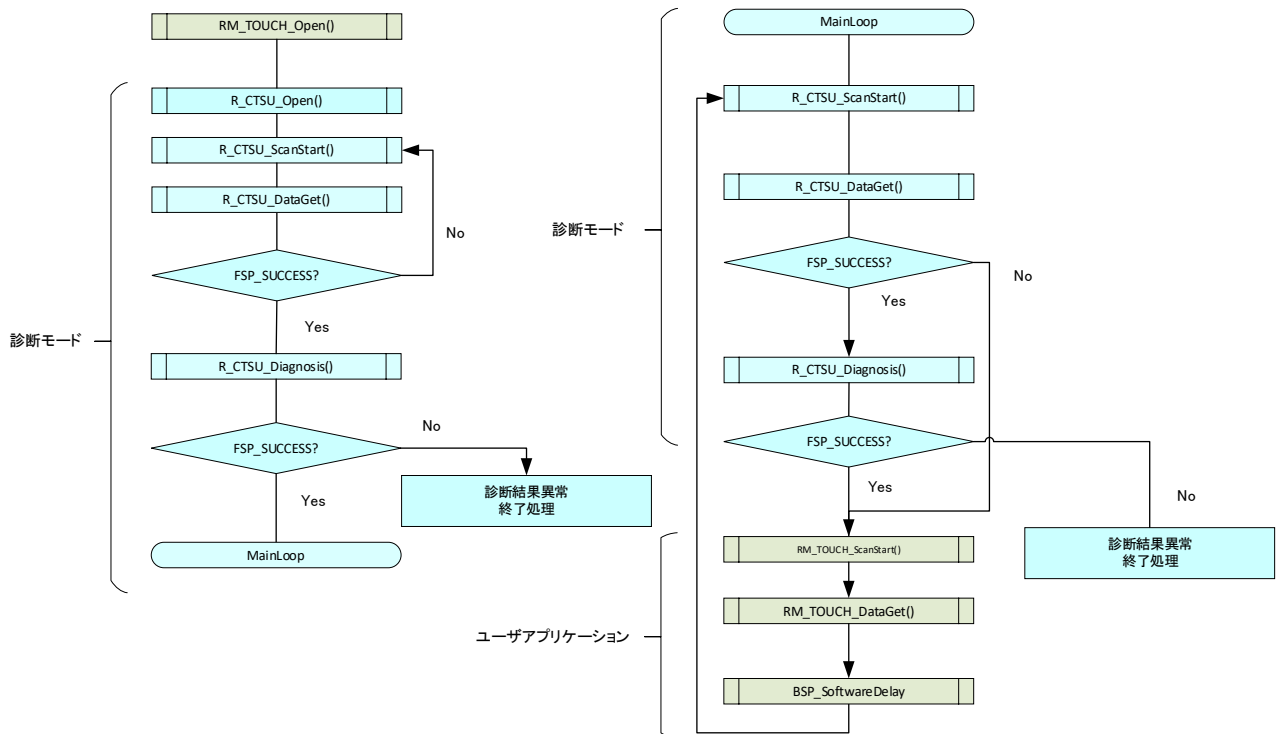 RM_TOUCH_Open()
診断モード
R_CTSU_Open()
R_CTSU_ScanStart()
R_CTSU_DataGet()
FSP_SUCCESS?
No
Yes
R_CTSU_Diagnosis()
FSP_SUCCESS?
No
Yes
診断結果異常
終了処理
MainLoop
MainLoop
診断モード
R_CTSU_ScanStart()
R_CTSU_DataGet()
FSP_SUCCESS?
No
Yes
R_CTSU_Diagnosis()
FSP_SUCCESS?
No
Yes
診断結果異常
終了処理
ユーザアプリケーション
RM_TOUCH_ScanStart()
RM_TOUCH_DataGet()
BSP_SoftwareDelay